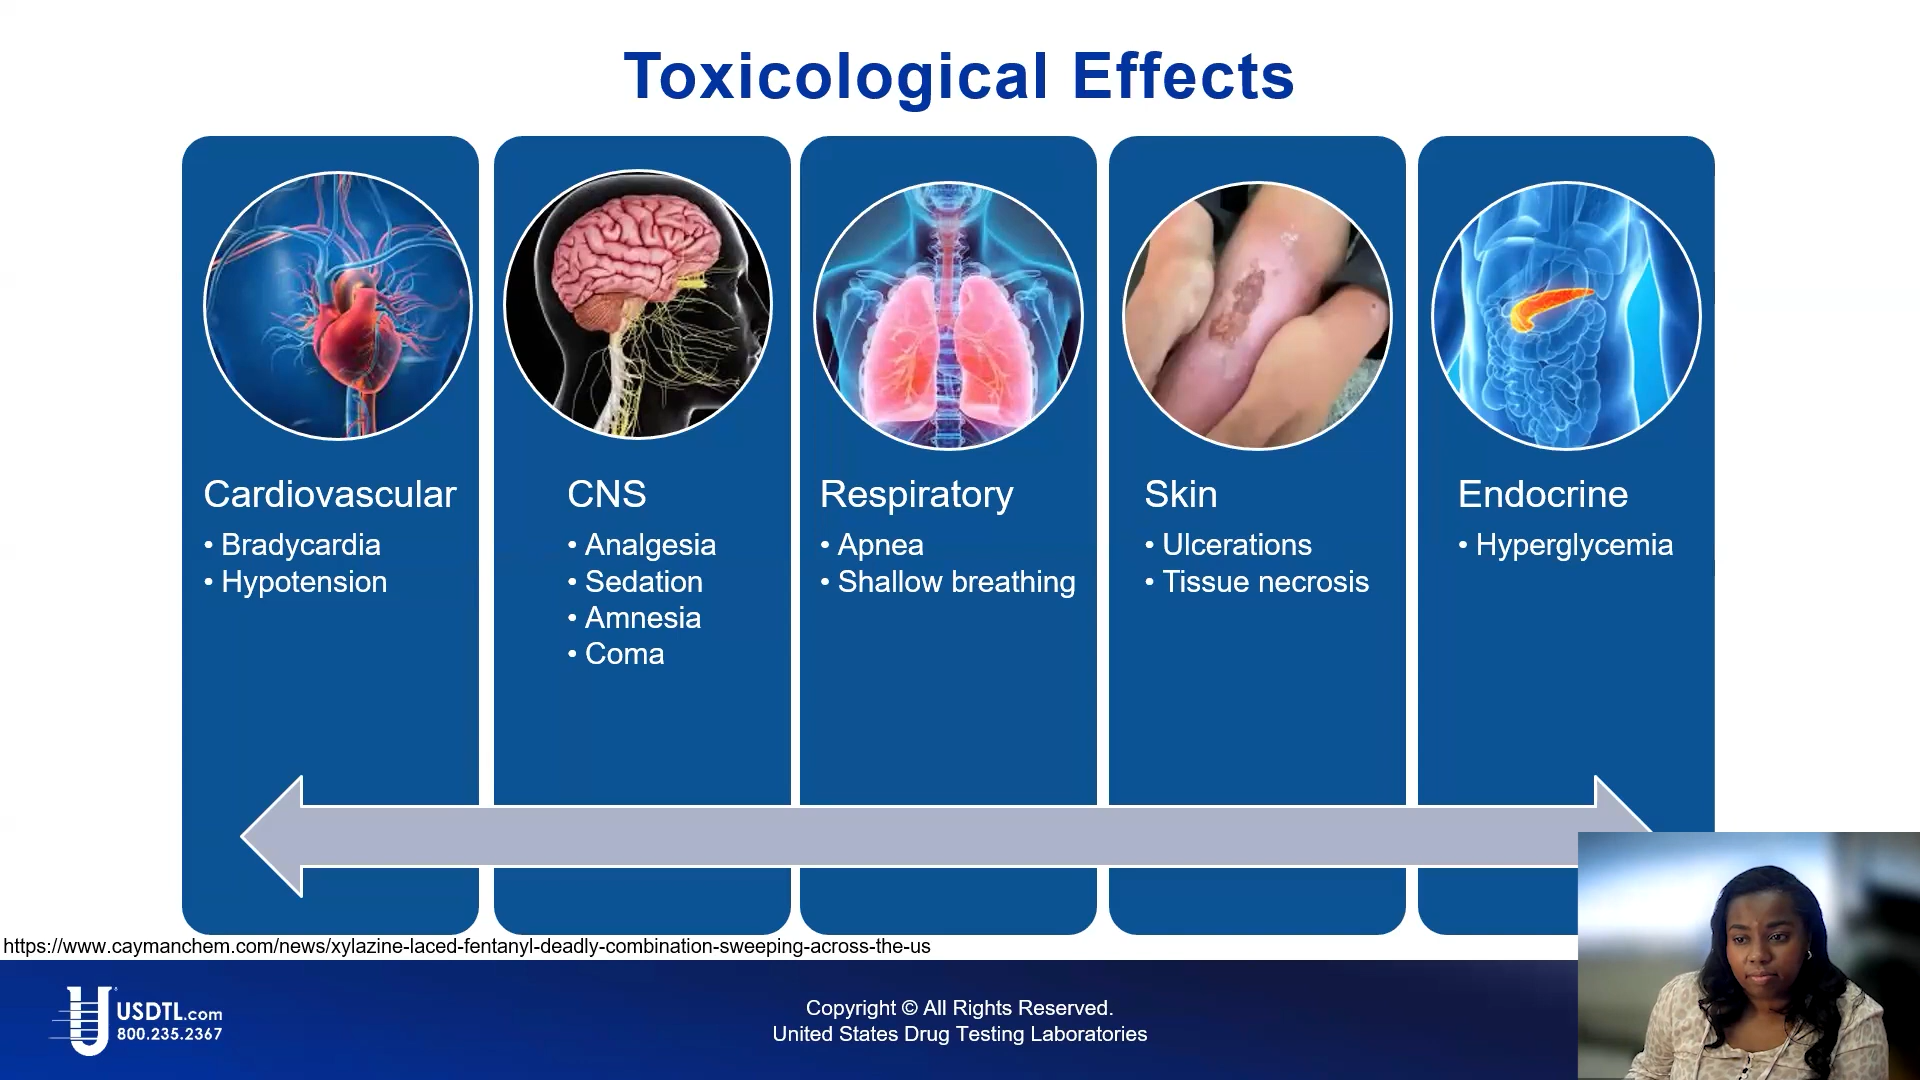 Toxicological Effects
Cardiovascular
• Bradycardia
• Hypotension
CNS
• Analgesia
• Sedation
• Amnesia
• Coma
Respiratory
• Apnea
• Shallow breathing
Skin
• Ulcerations
• Tissue necrosis
Endocrine
• Hyperglycemia
https://www.caymanchem.com/news/xylazine-laced-fentanyl-deadly-combination-sweeping-across-the-us
USDTL.com
800.235.2367
Copyright © All Rights Reserved.
United States Drug Testing Laboratories